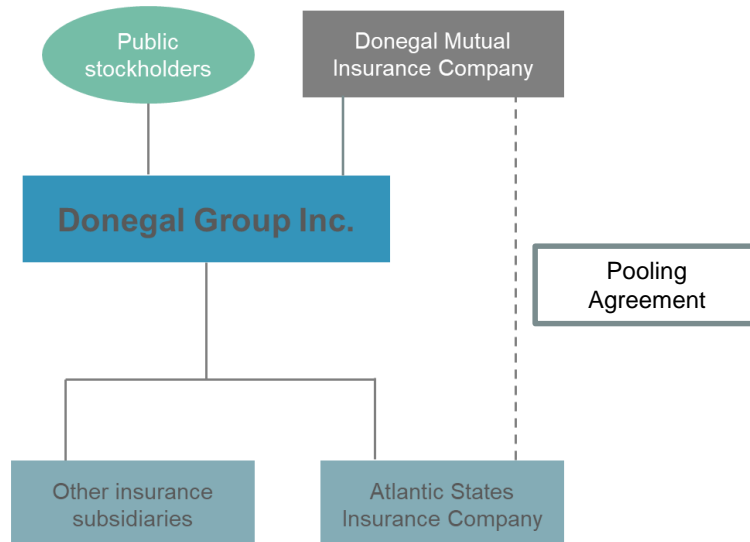 Public
stockholders
Donegal Mutual
Insurance Company
Donegal Group Inc.
Pooling
Agreement
Other insurance
subsidiaries
Atlantic States
Insurance Company